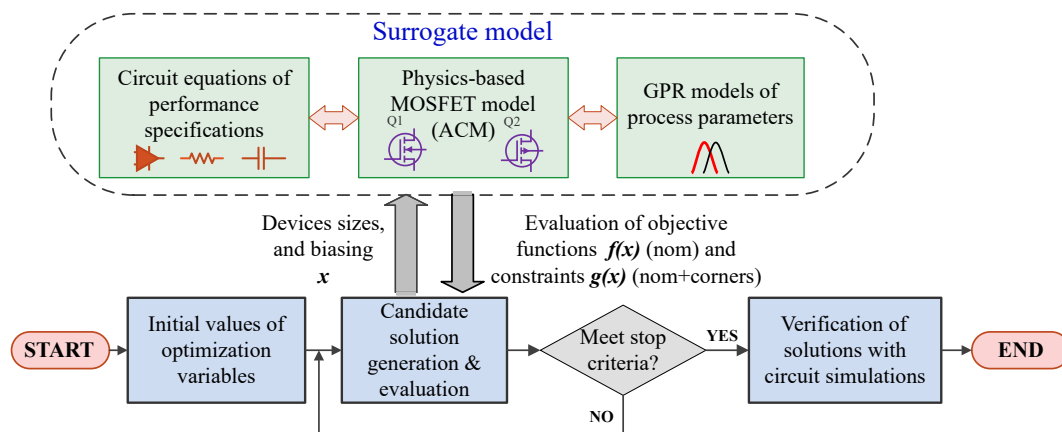 Surrogate model
Circuit equations of
performance
specifications
Physics-based
MOSFET model
(ACM)
Q1
Q2
GPR models of
process parameters
Devices sizes,
and biasing
x
Evaluation of objective
functions f(x) (nom) and
constraints g(x) (nom+corners)
START
Initial values of
optimization
variables
Candidate
solution
generation &
evaluation
Meet stop
criteria?
YES
NO
Verification of
solutions with
circuit simulations
END